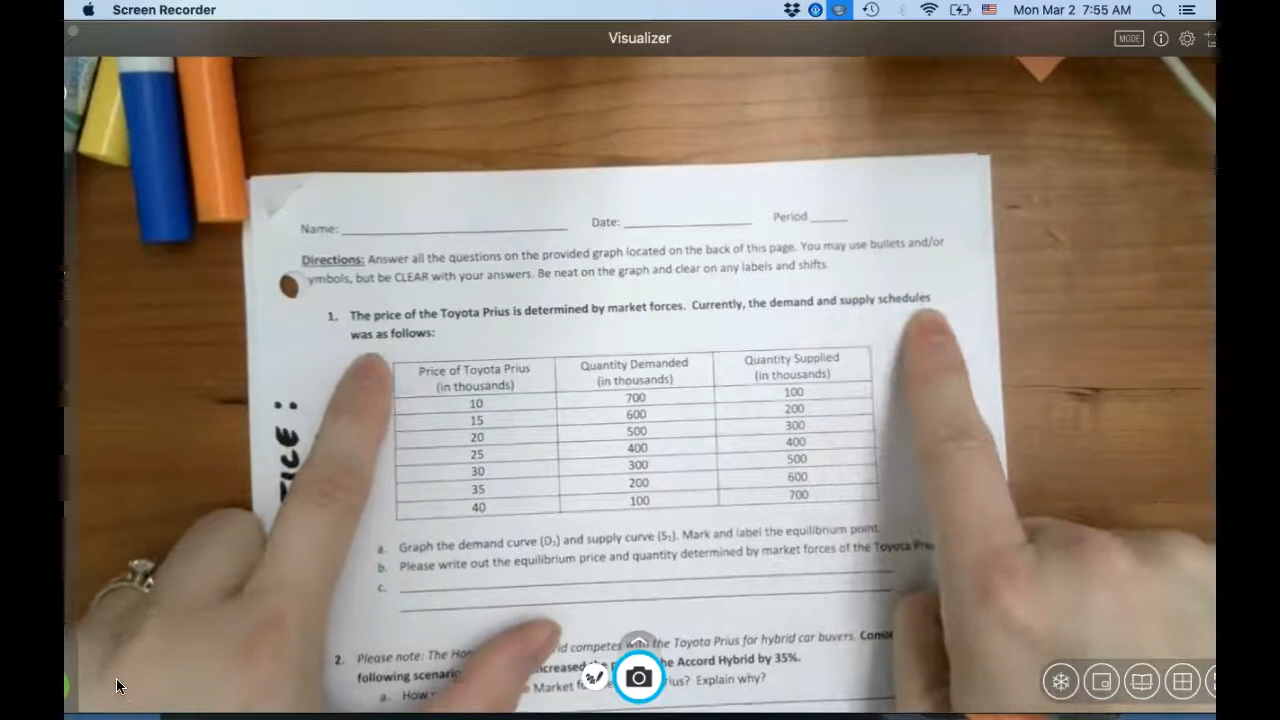 Screen Recorder
Mon Mar 2 7:55 AM
Visualizer
MODE
Name: Date: Period
Directions: Answer all the questions on the provided graph located on the back of this page. You may use bullets and/or
ymbols, but be CLEAR with your answers. Be neat on the graph and clear on any labels and shifts.
1. The price of the Toyota Prius is determined by market forces. Currently, the demand and supply schedules
was as follows:
Price of Toyota Prius Quantity Demanded Quantity Supplied
(in thousands) (in thousands) (in thousands)
10 700 100
15 600 200
20 500 300
25 400 400
30 300 500
35 200 600
40 100 700
a. Graph the demand curve (D₁) and supply curve (S₁). Mark and label the equilibrium point.
b. Please write out the equilibrium price and quantity determined by market forces of the Toyota
c.
2. Please note: The competes with the Toyota Prius for hybrid car buyers.
following the Accord Hybrid by 35%.
a. How Market Explain why?